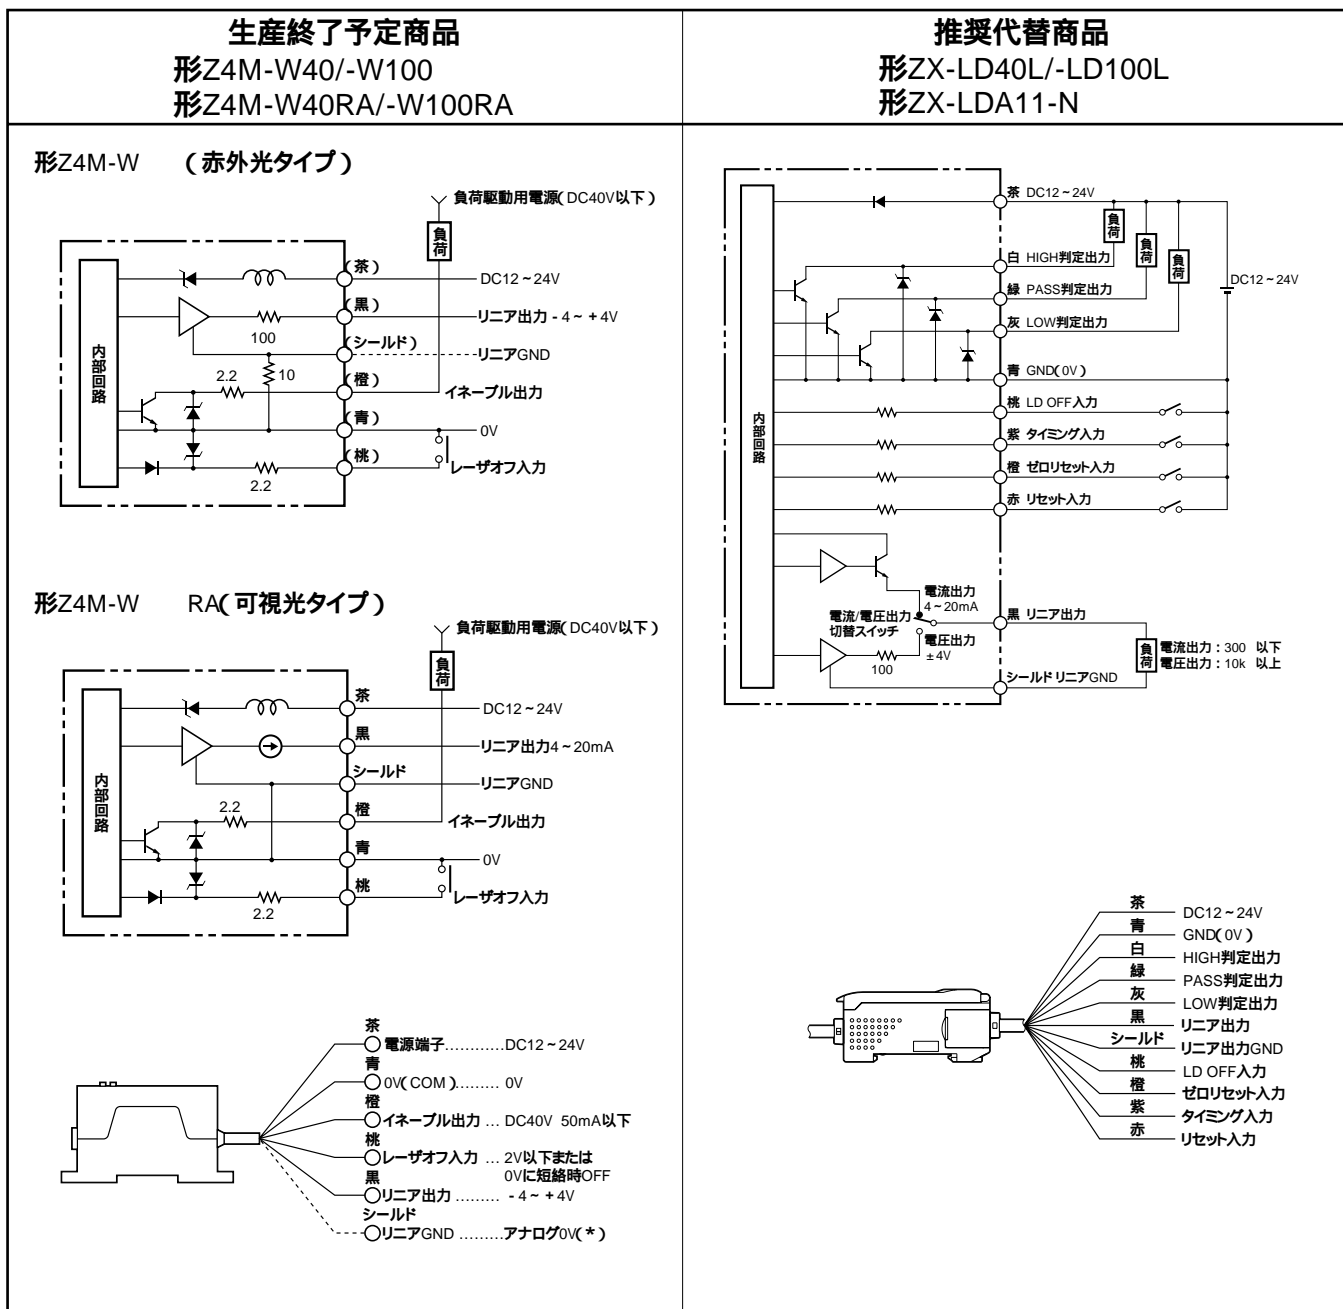 生産終了予定商品
形Z4M-W40/-W100
形Z4M-W40RA/-W100RA
推奨代替商品
形ZX-LD40L/-LD100L
形ZX-LDA11-N
形Z4M-W (赤外光タイプ)
負荷駆動用電源(DC40V以下)
負荷
(茶)
DC12~24V
(黒)
リニア出力 - 4~ + 4V
100
(シールド)
リニアGND
10
2.2
(橙)
イネーブル出力
内部回路
(青)
0V
(桃)
レーザオフ入力
2.2
形Z4M-W RA(可視光タイプ)
負荷駆動用電源(DC40V以下)
負荷
茶
DC12~24V
黒
リニア出力4~20mA
シールド
リニアGND
2.2
橙
イネーブル出力
内部回路
青
0V
桃
レーザオフ入力
2.2
茶
電源端子...........DC12~24V
青
0V(COM)......... 0V
橙
イネーブル出力 ... DC40V 50mA以下
桃
レーザオフ入力 ... 2V以下または
0Vに短絡時OFF
黒
リニア出力 ......... - 4~ + 4V
シールド
リニアGND .........アナログ0V(*)
茶 DC12~24V
負荷
負荷
負荷
白 HIGH判定出力
緑 PASS判定出力
灰 LOW判定出力
DC12~24V
青 GND(0V)
桃 LD OFF入力
紫 タイミング入力
橙 ゼロリセット入力
赤 リセット入力
内部回路
電流出力
4~20mA
電流/電圧出力
切替スイッチ
電圧出力
±4V
100
黒 リニア出力
負荷
電流出力:300 以下
電圧出力:10k 以上
シールド リニアGND
茶 DC12~24V
青 GND(0V)
白 HIGH判定出力
緑 PASS判定出力
灰 LOW判定出力
黒 リニア出力
シールド リニア出力GND
桃 LD OFF入力
橙 ゼロリセット入力
紫 タイミング入力
赤 リセット入力